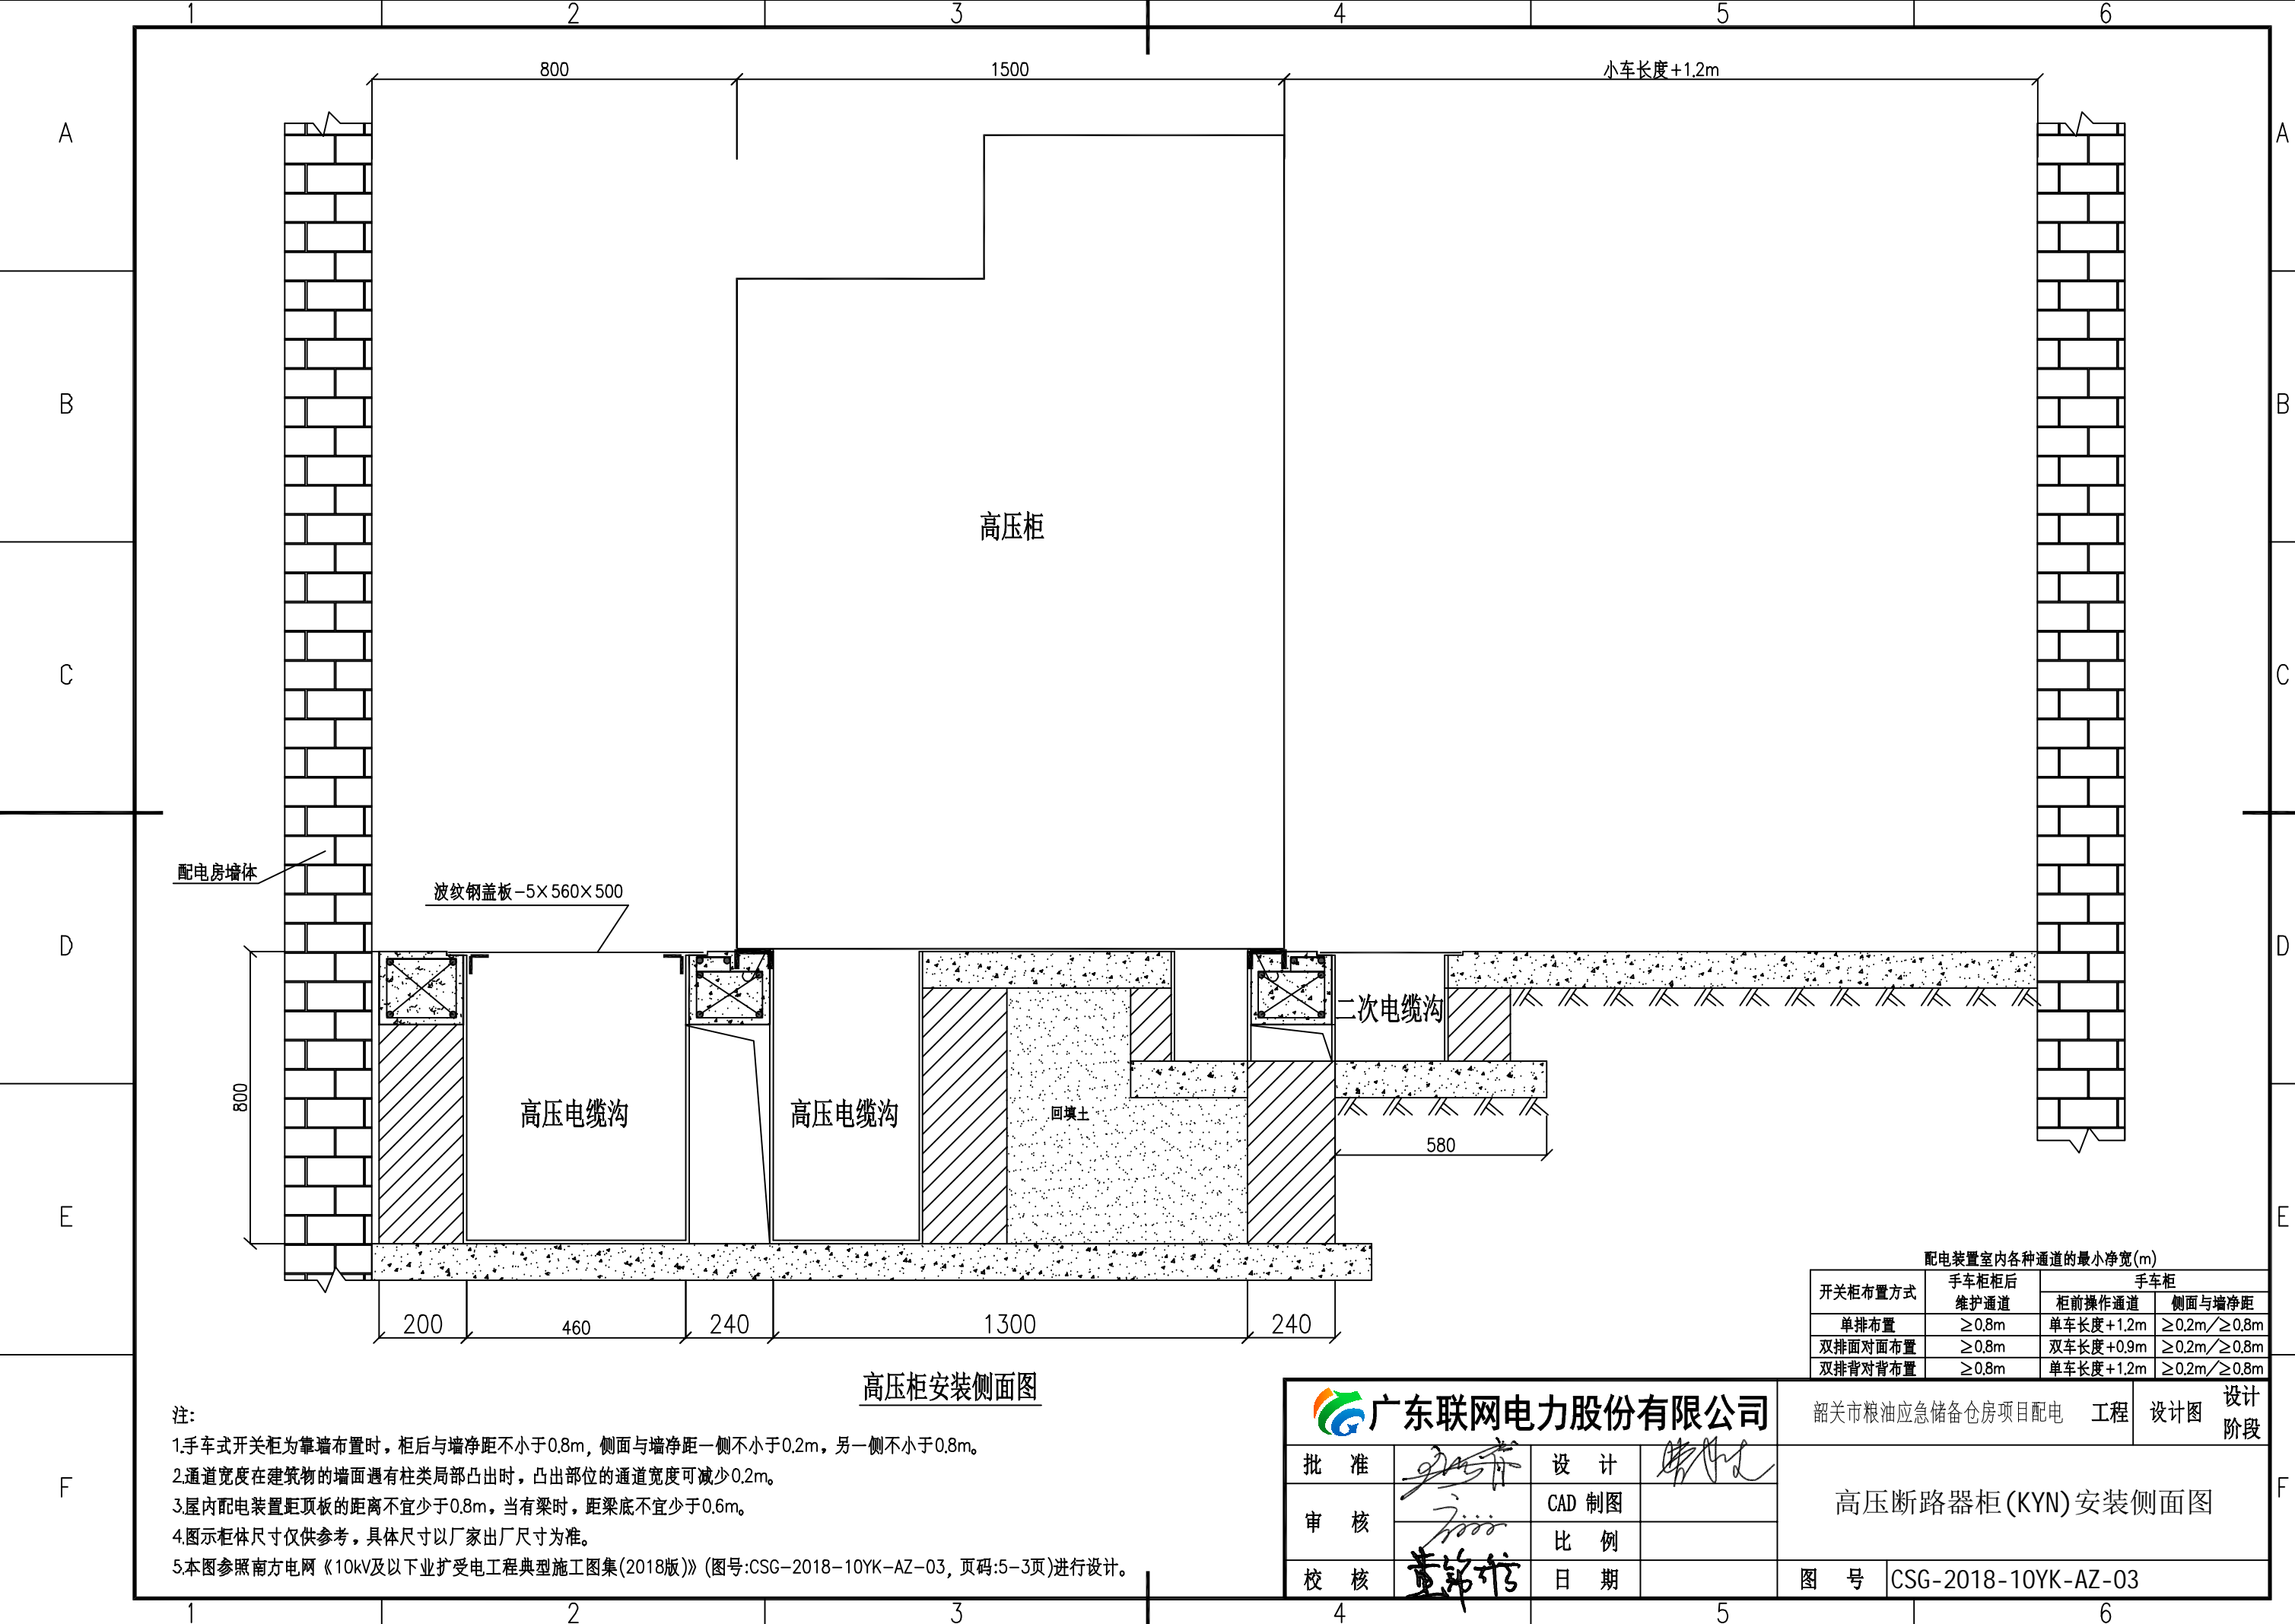 1 2 3 4 5 6
A A
B B
C C
D D
E E
F F
800 1500 小车长度+1.2m
高压柜
配电房墙体
波纹钢盖板-5×560×500
二次电缆沟
800
高压电缆沟 高压电缆沟 回填土
580
200 460 240 1300 240
高压柜安装侧面图
注:
1.手车式开关柜为靠墙布置时，柜后与墙净距不小于0.8m, 侧面与墙净距一侧不小于0.2m，另一侧不小于0.8m。
2.通道宽度在建筑物的墙面遇有柱类局部凸出时，凸出部位的通道宽度可减少0.2m。
3.屋内配电装置距顶板的距离不宜少于0.8m，当有梁时，距梁底不宜少于0.6m。
4.图示柜体尺寸仅供参考，具体尺寸以厂家出厂尺寸为准。
5.本图参照南方电网《10kV及以下业扩受电工程典型施工图集(2018版)》(图号:CSG-2018-10YK-AZ-03, 页码:5-3页)进行设计。
配电装置室内各种通道的最小净宽(m)
开关柜布置方式 手车柜柜后维护通道 手车柜
柜前操作通道 侧面与墙净距
单排布置 ≥0.8m 单车长度+1.2m ≥0.2m/≥0.8m
双排面对面布置 ≥0.8m 双车长度+0.9m ≥0.2m/≥0.8m
双排背对背布置 ≥0.8m 单车长度+1.2m ≥0.2m/≥0.8m
广东联网电力股份有限公司
韶关市粮油应急储备仓房项目配电 工程 设计图 设计阶段
批 准 设 计
审 核 CAD 制图
比 例
校 核 日 期
高压断路器柜(KYN)安装侧面图
图 号 CSG-2018-10YK-AZ-03
1 2 3 4 5 6